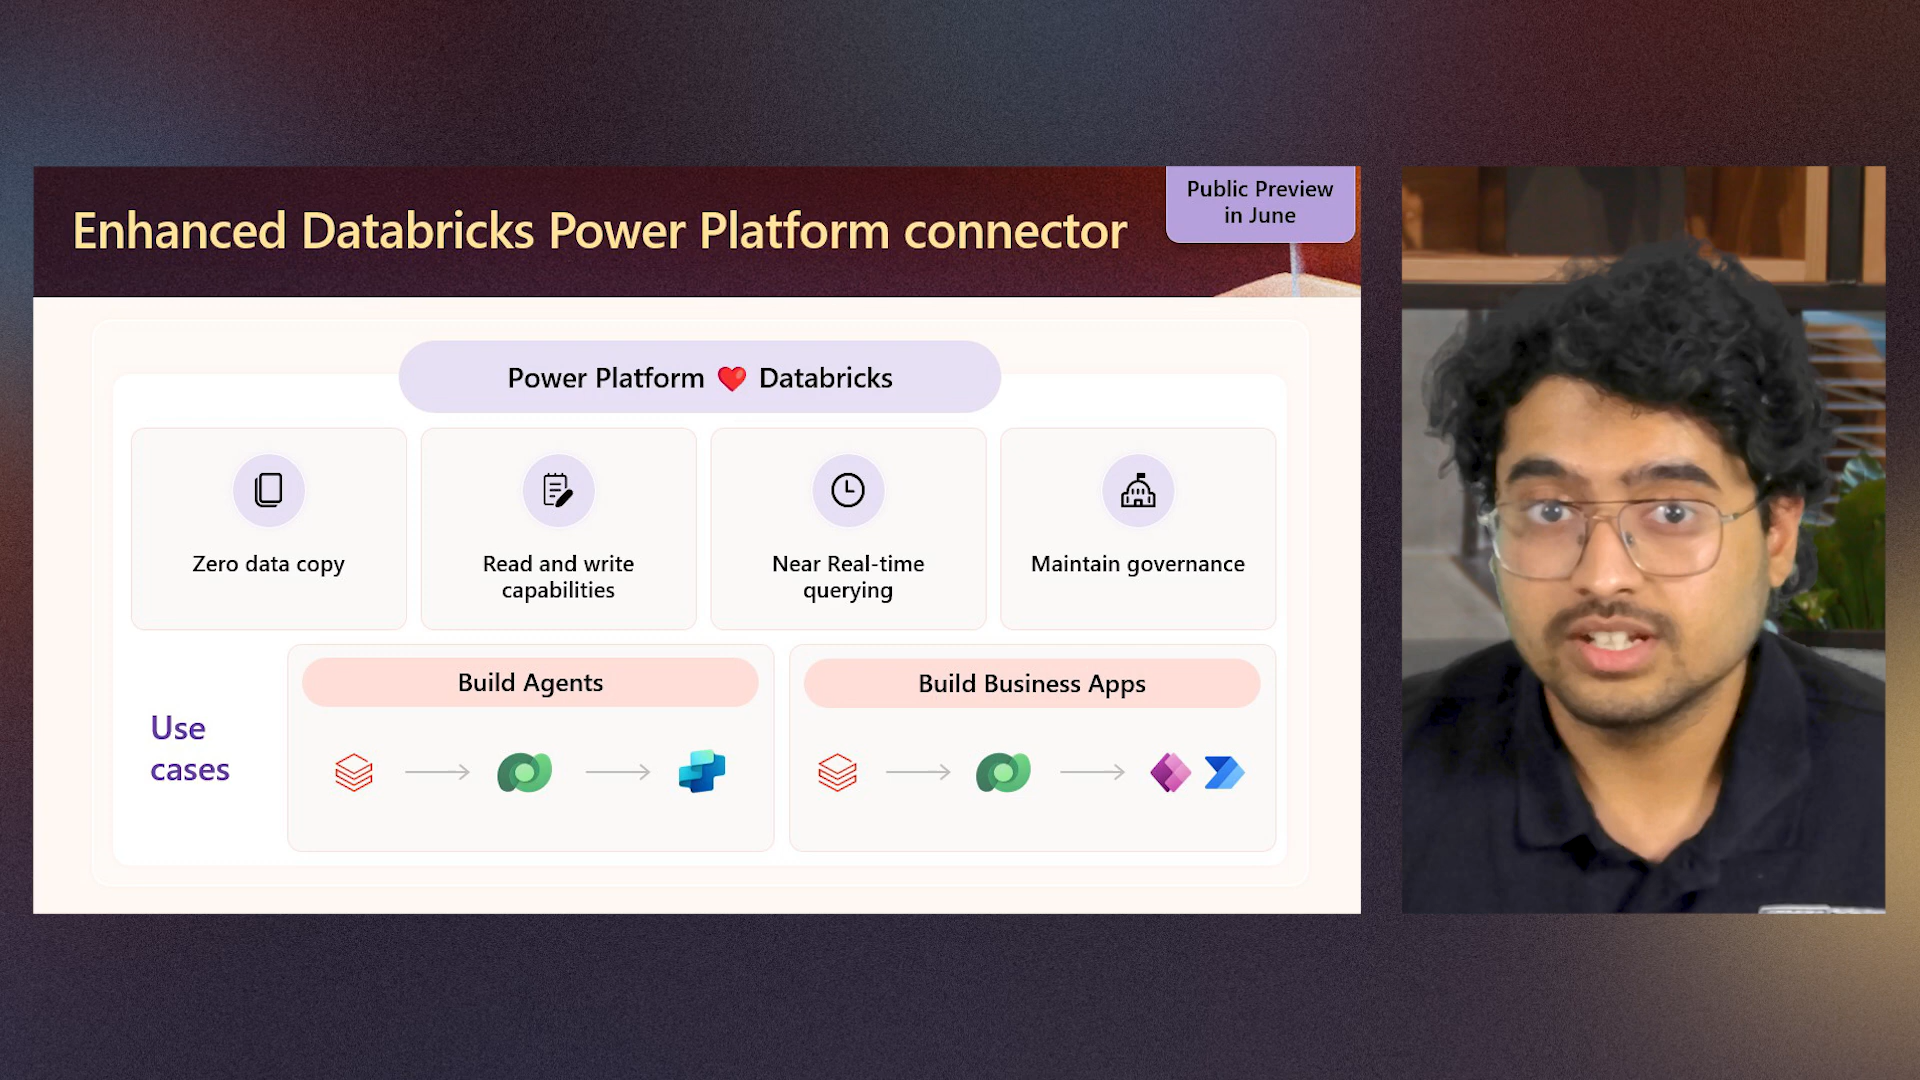 Enhanced Databricks Power Platform connector
Public Preview
in June
Power Platform ❤️ Databricks
Zero data copy
Read and write
capabilities
Near Real-time
querying
Maintain governance
Use
cases
Build Agents
Build Business Apps